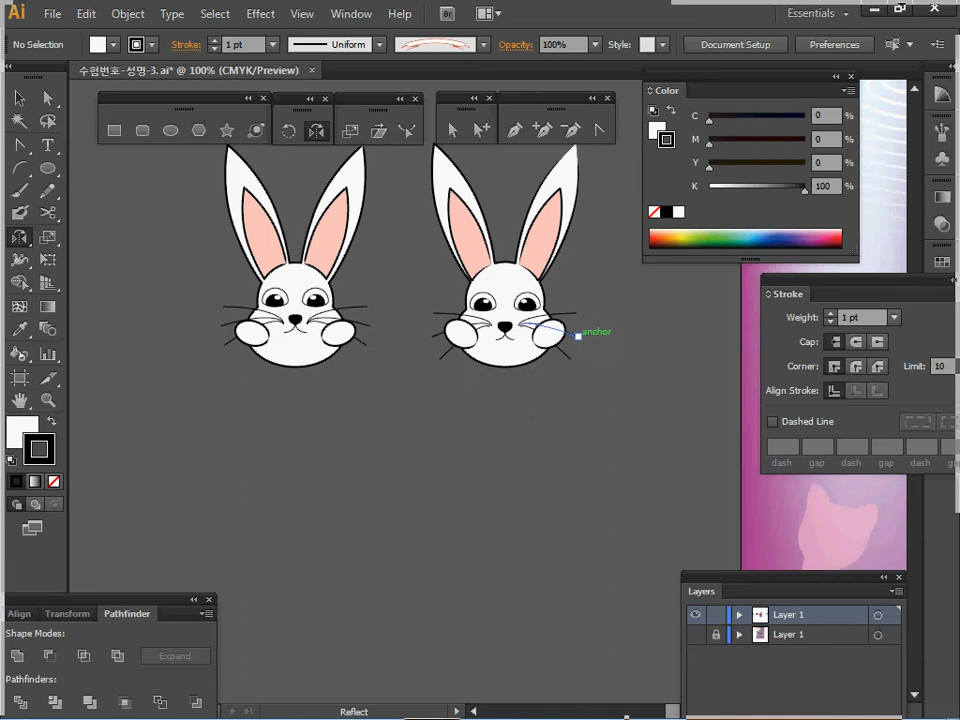 Ai File Edit Object Type Select Effect View Window Help Br Essentials
No Selection Stroke: 1 pt Uniform Opacity: 100% Style: Document Setup Preferences
수험번호-성명-3.ai* @ 100% (CMYK/Preview) ×
Color
C 0 %
M 0 %
Y 0 %
K 100 %
Stroke
Weight: 1 pt
Cap:
Corner: Limit: 10
Align Stroke:
Dashed Line
dash gap dash gap dash gap
anchor
Layers
Layer 1
Layer 1
Align Transform Pathfinder
Shape Modes:
Expand
Pathfinders:
Reflect